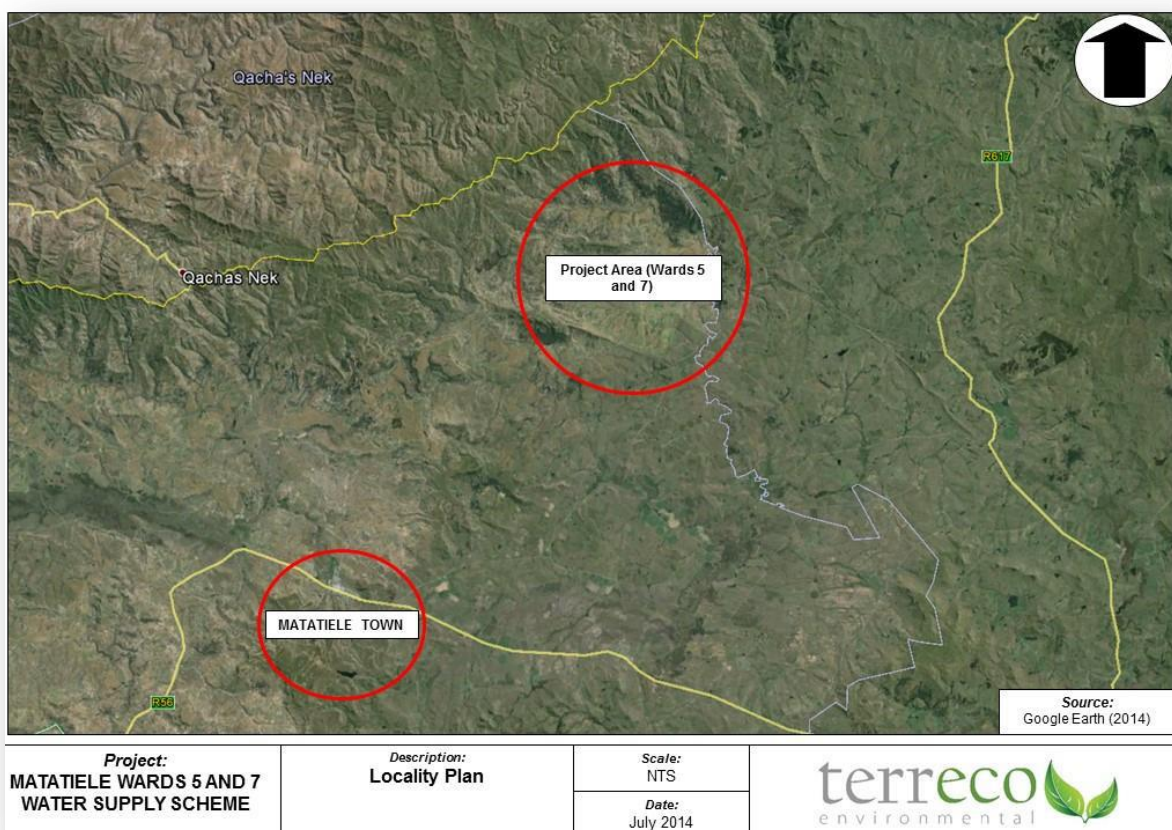 Qacha's Nek
R617
Project Area (Wards 5
and 7)
Qachas Nek
MATATIELE TOWN
R56
Source:
Google Earth (2014)
Project:
MATATIELE WARDS 5 AND 7
WATER SUPPLY SCHEME
Description:
Locality Plan
Scale:
NTS
Date:
July 2014
terreco
environmental